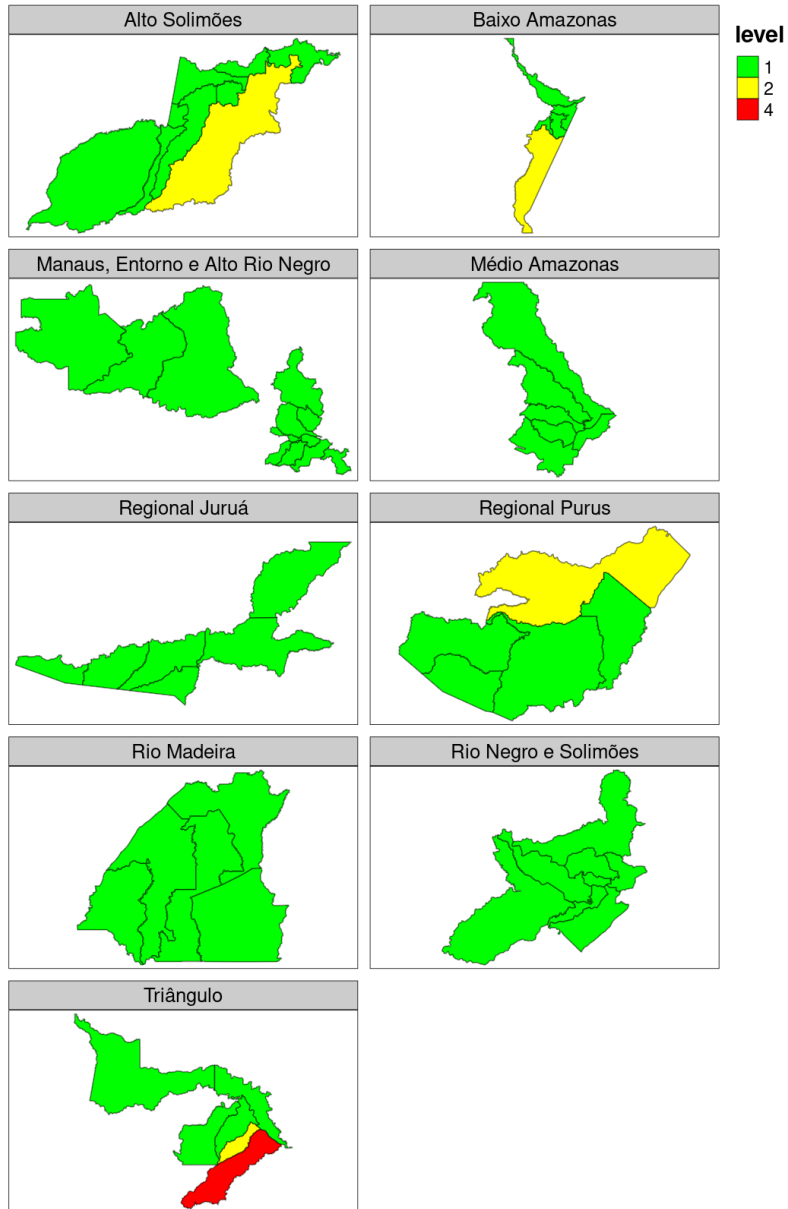 Alto Solimões
Baixo Amazonas
level
1
2
4
Manaus, Entorno e Alto Rio Negro
Médio Amazonas
Regional Juruá
Regional Purus
Rio Madeira
Rio Negro e Solimões
Triângulo